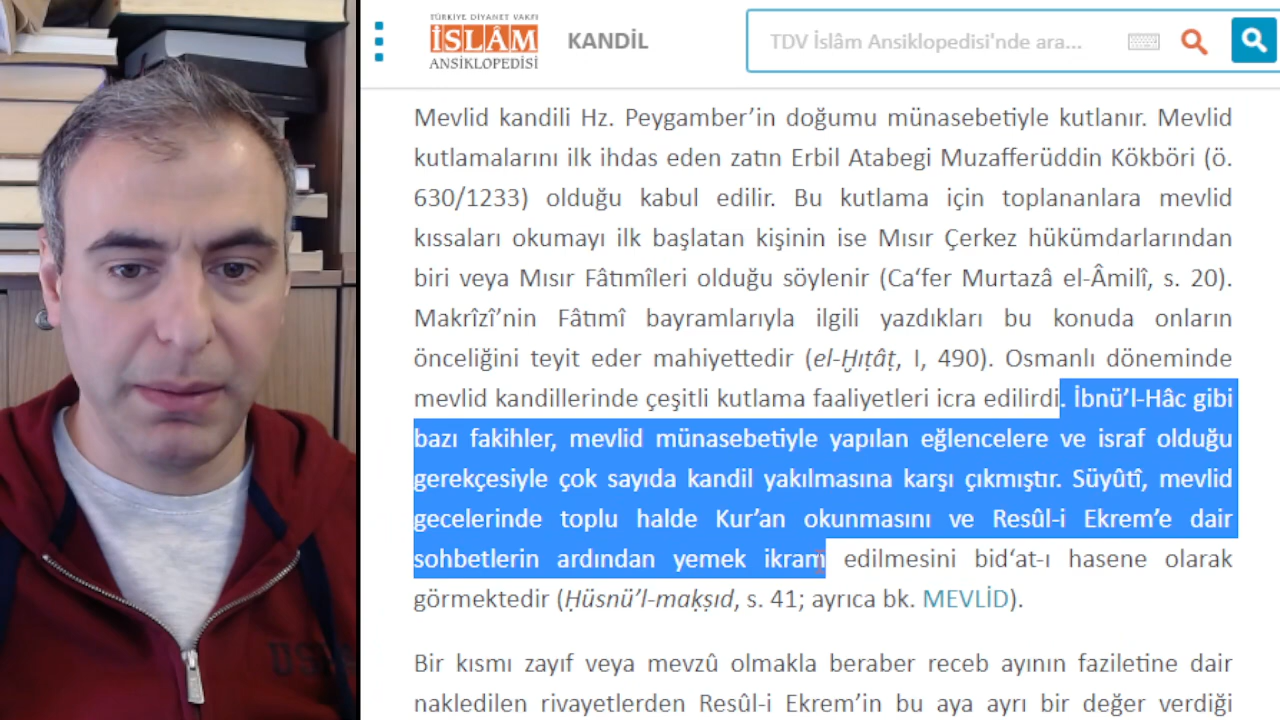 TÜRKİYE DİYANET VAKFI
İSLÂM
ANSİKLOPEDİSİ
KANDİL
TDV İslâm Ansiklopedisi'nde ara...
Mevlid kandili Hz. Peygamber’in doğumu münasebetiyle kutlanır. Mevlid
kutlamalarını ilk ihdas eden zatın Erbil Atabegi Muzafferüddin Kökböri (ö.
630/1233) olduğu kabul edilir. Bu kutlama için toplananlara mevlid
kıssaları okumayı ilk başlatan kişinin ise Mısır Çerkez hükümdarlarından
biri veya Mısır Fâtımîleri olduğu söylenir (Ca‘fer Murtazâ el-Âmilî, s. 20).
Makrîzî’nin Fâtımî bayramlarıyla ilgili yazdıkları bu konuda onların
önceliğini teyit eder mahiyettedir (el-Ḫıṭâṭ, I, 490). Osmanlı döneminde
mevlid kandillerinde çeşitli kutlama faaliyetleri icra edilirdi. İbnü’l-Hâc gibi
bazı fakihler, mevlid münasebetiyle yapılan eğlencelere ve israf olduğu
gerekçesiyle çok sayıda kandil yakılmasına karşı çıkmıştır. Süyûtî, mevlid
gecelerinde toplu halde Kur’an okunmasını ve Resûl-i Ekrem’e dair
sohbetlerin ardından yemek ikram edilmesini bid‘at-ı hasene olarak
görmektedir (Ḥüsnü’l-maḳṣıd, s. 41; ayrıca bk. MEVLİD).
Bir kısmı zayıf veya mevzû olmakla beraber receb ayının faziletine dair
nakledilen rivayetlerden Resûl-i Ekrem’in bu aya ayrı bir değer verdiği